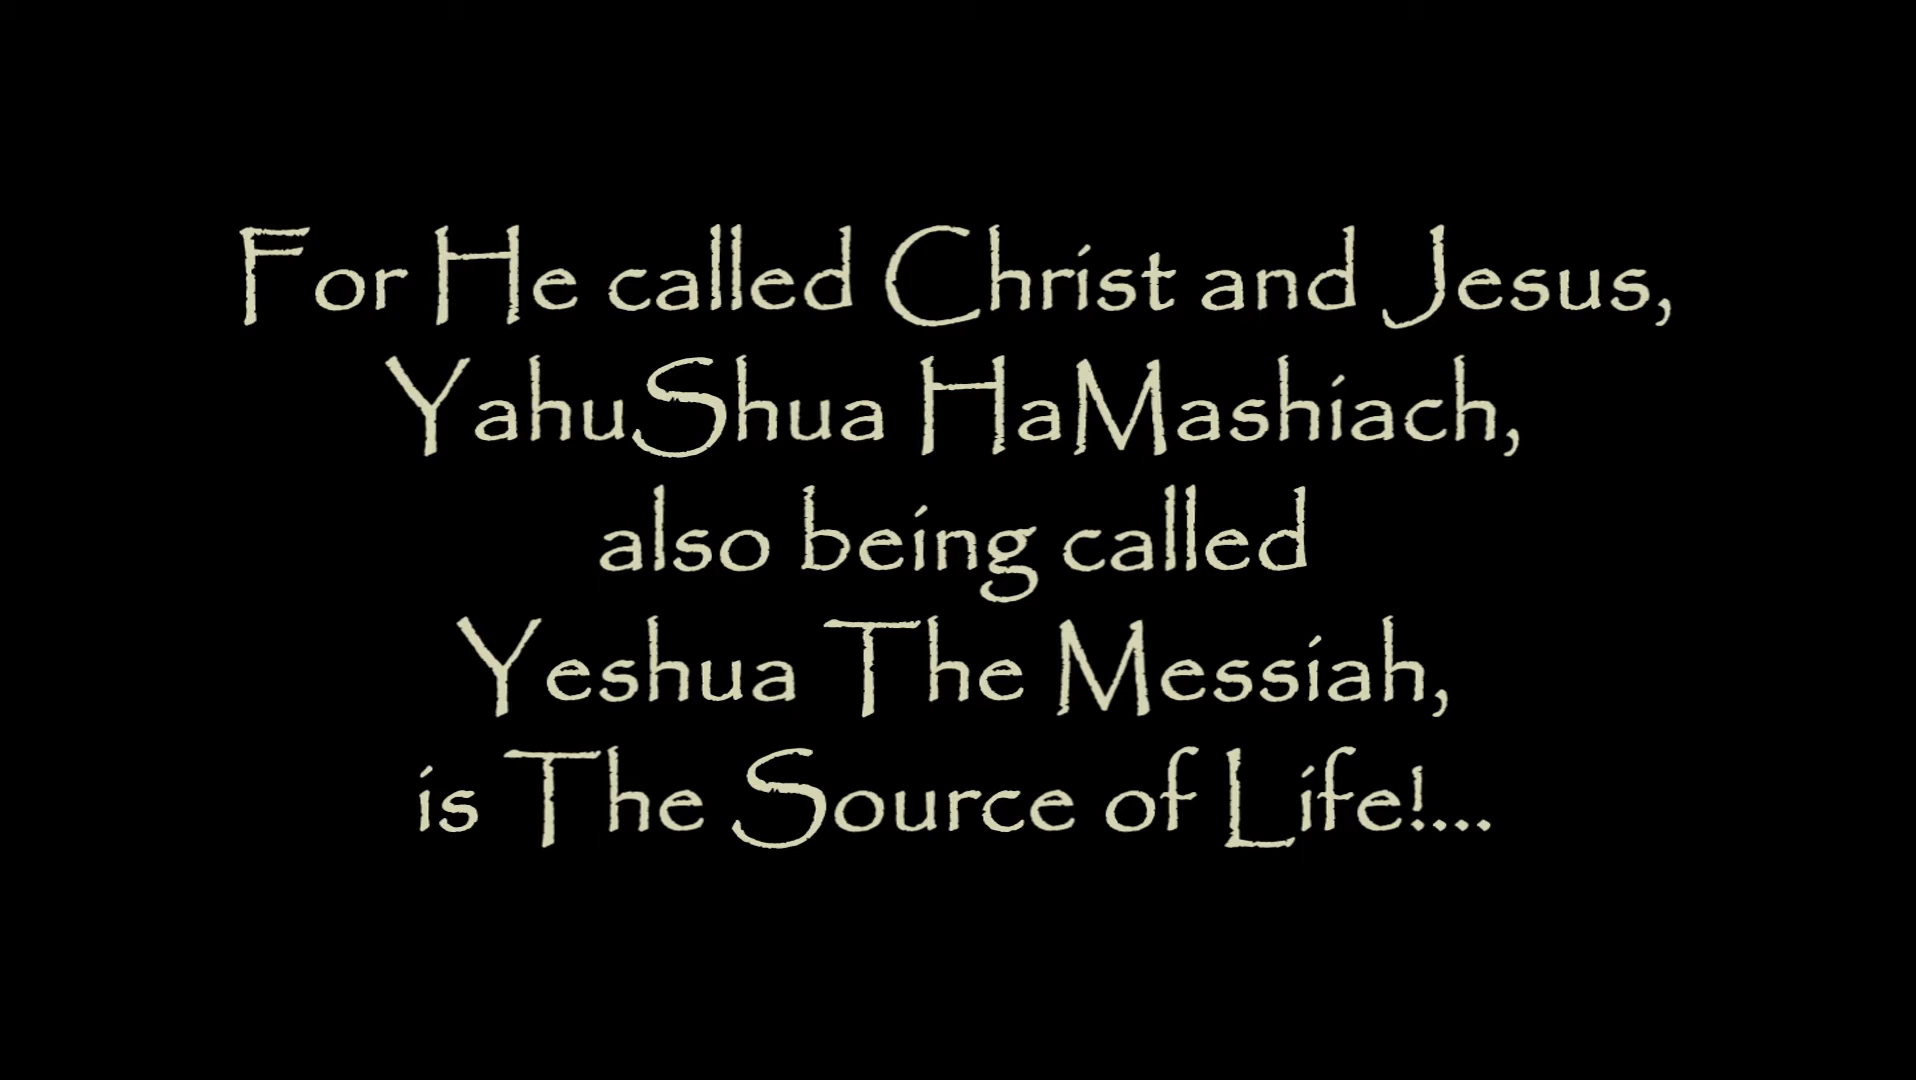 For He called Christ and Jesus,
YahuShua HaMashiach,
also being called
Yeshua The Messiah,
is The Source of Life!...